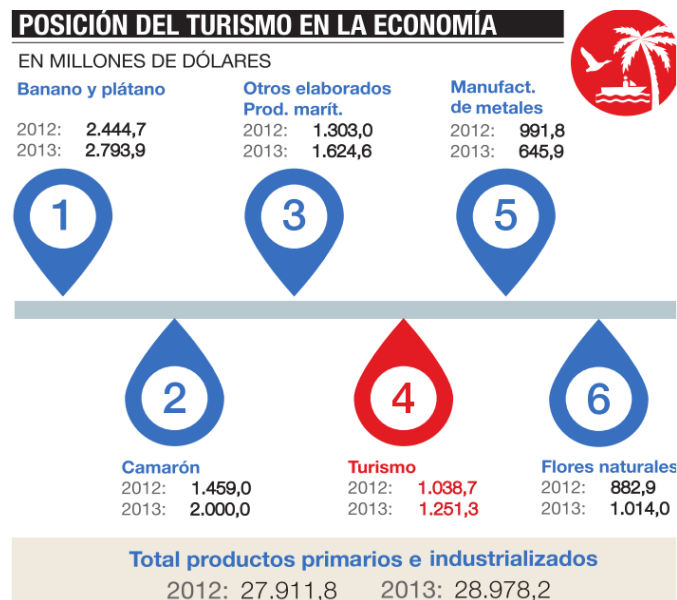 POSICIÓN DEL TURISMO EN LA ECONOMÍA
EN MILLONES DE DÓLARES
Banano y plátano
2012: 2.444,7
2013: 2.793,9
1
Otros elaborados
Prod. marít.
2012: 1.303,0
2013: 1.624,6
3
Manufact.
de metales
2012: 991,8
2013: 645,9
5
2
Camarón
2012: 1.459,0
2013: 2.000,0
4
Turismo
2012: 1.038,7
2013: 1.251,3
6
Flores naturales
2012: 882,9
2013: 1.014,0
Total productos primarios e industrializados
2012: 27.911,8 2013: 28.978,2